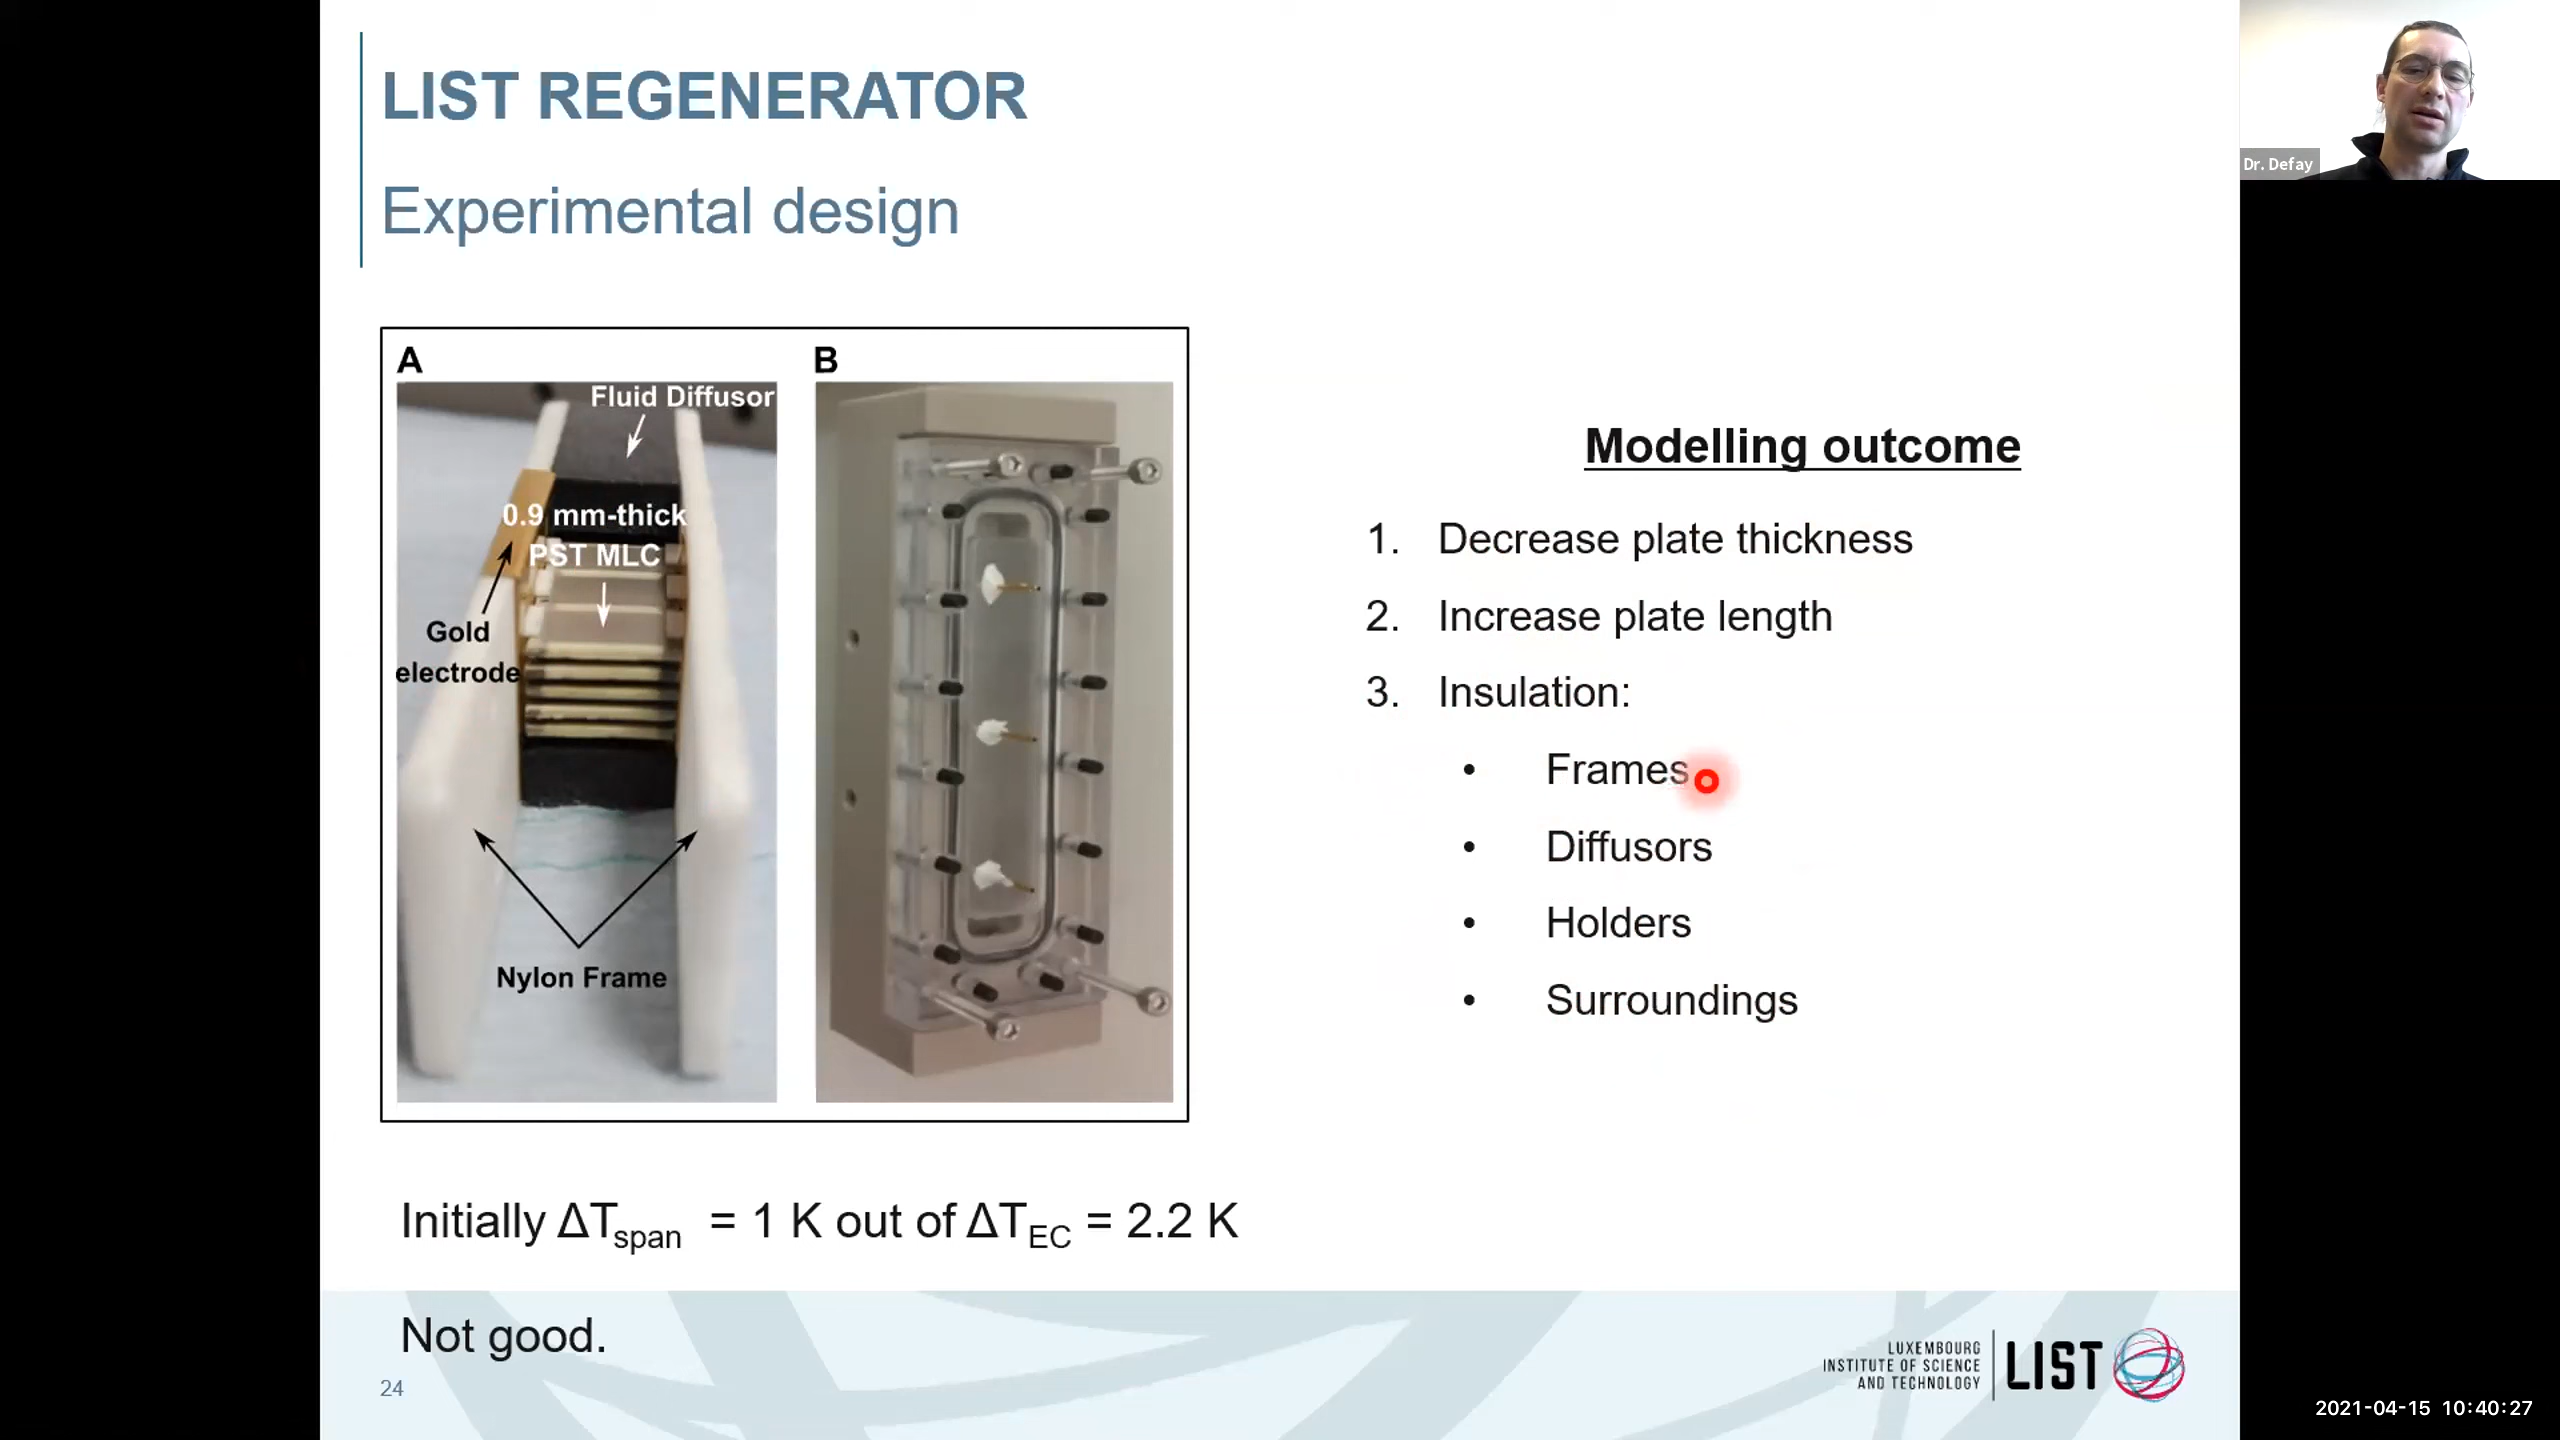 LIST REGENERATOR
Experimental design
A
B
Fluid Diffusor
0.9 mm-thick
PST MLC
Gold
electrode
Nylon Frame
Modelling outcome
1. Decrease plate thickness
2. Increase plate length
3. Insulation:
• Frames
• Diffusors
• Holders
• Surroundings
Initially ΔTspan = 1 K out of ΔTEC = 2.2 K
Not good.
24
LUXEMBOURG
INSTITUTE OF SCIENCE
AND TECHNOLOGY
LIST
Dr. Defay
2021-04-15 10:40:27